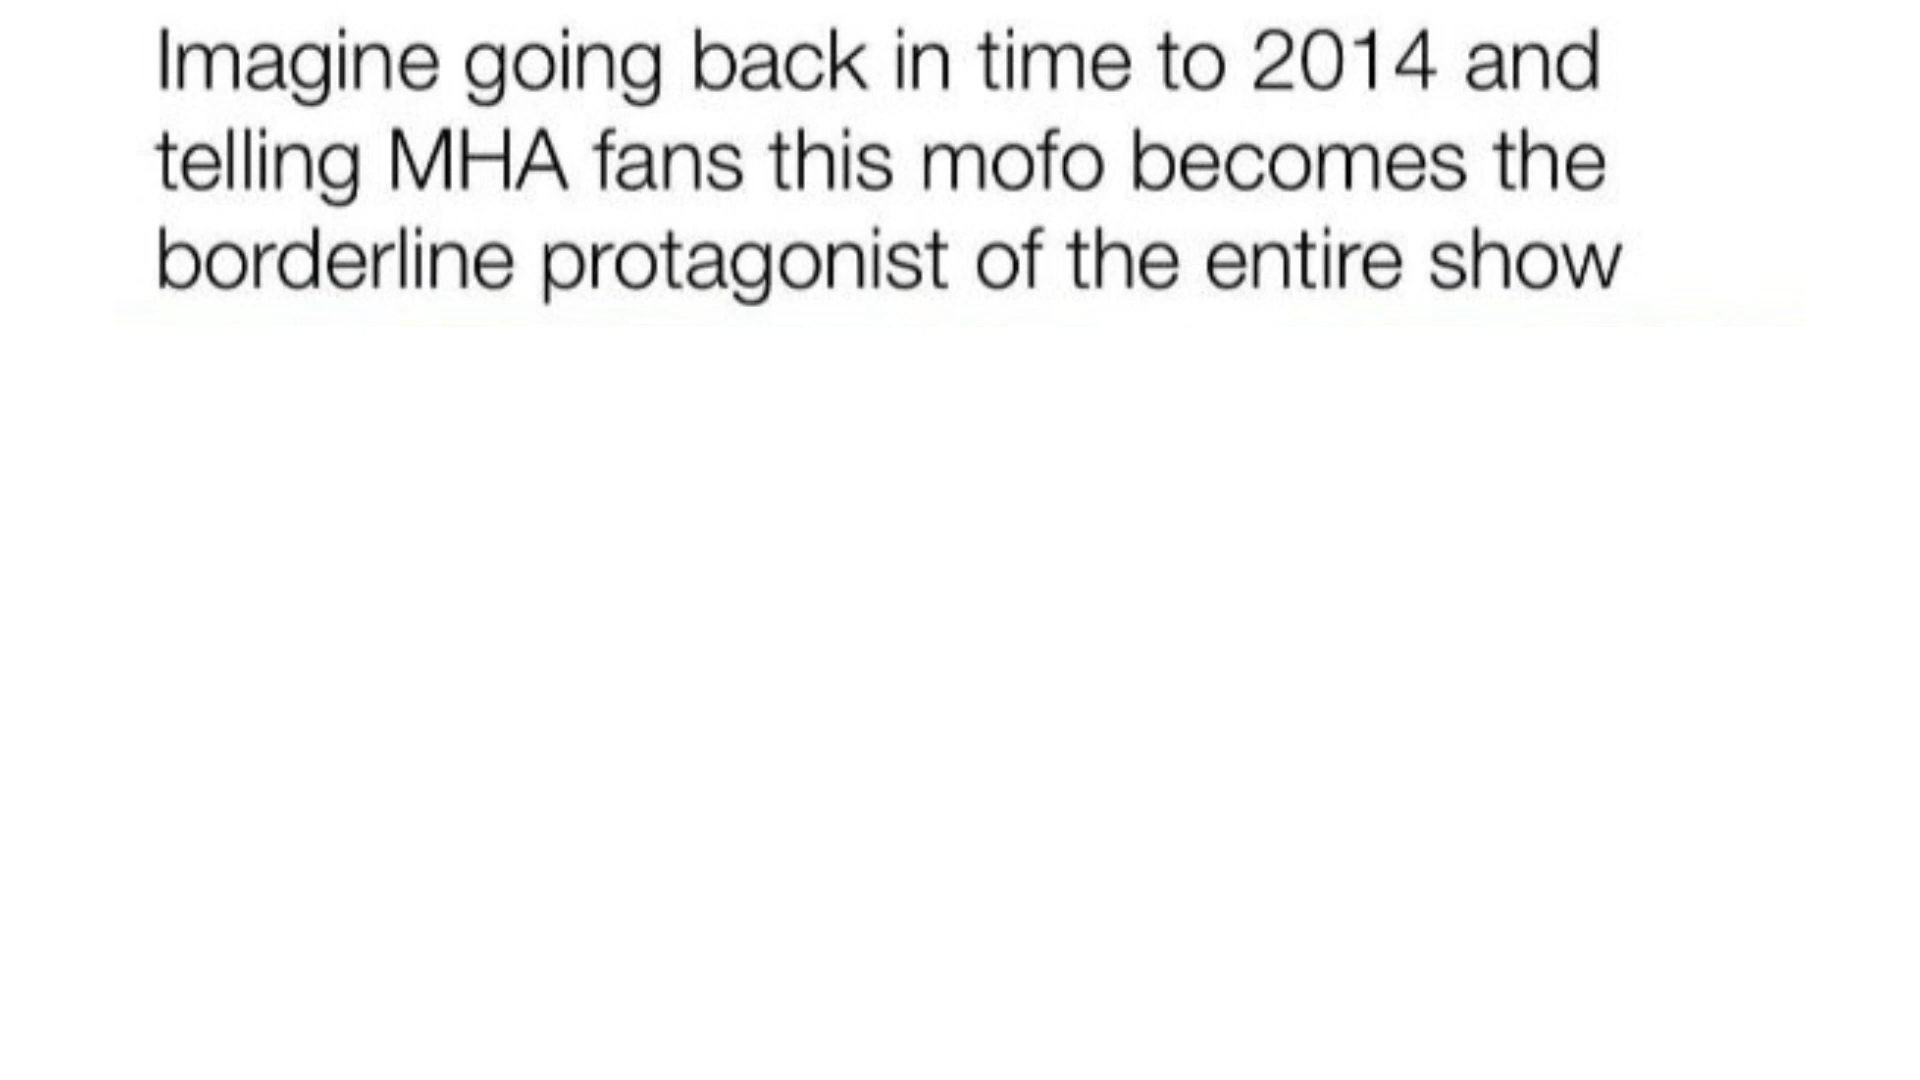 Imagine going back in time to 2014 and
telling MHA fans this mofo becomes the
borderline protagonist of the entire show